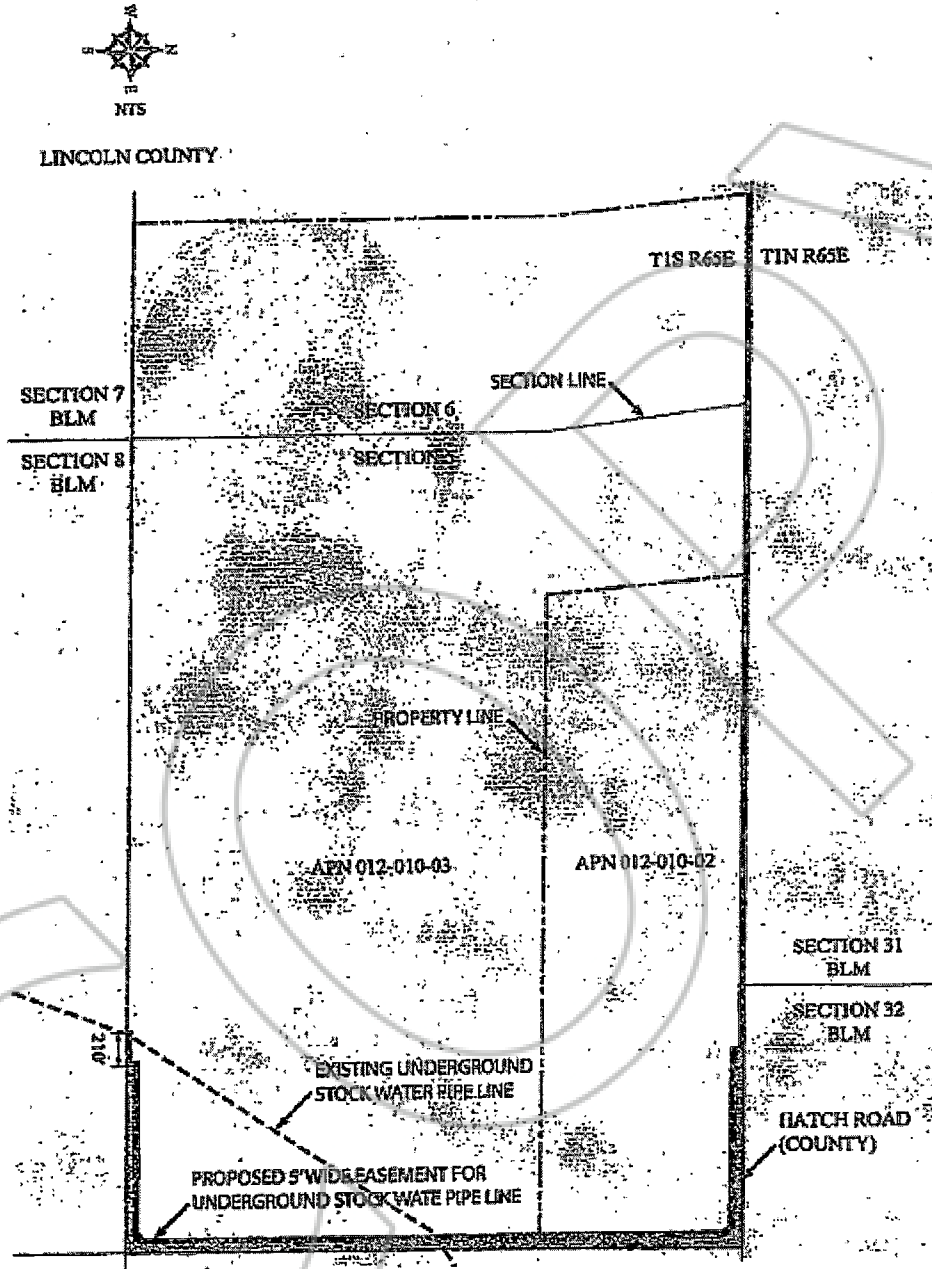 W
S
N
E
NTS
LINCOLN COUNTY
T1S R65E
T1N R65E
SECTION 7
BLM
SECTION LINE
SECTION 6
SECTION 8
BLM
SECTION 5
PROPERTY LINE
APN 012-010-03
APN 012-010-02
SECTION 31
BLM
SECTION 32
BLM
210'
EXISTING UNDERGROUND
STOCK WATER PIPE LINE
HATCH ROAD
(COUNTY)
PROPOSED 5' WIDE EASEMENT FOR
UNDERGROUND STOCK WATE PIPE LINE